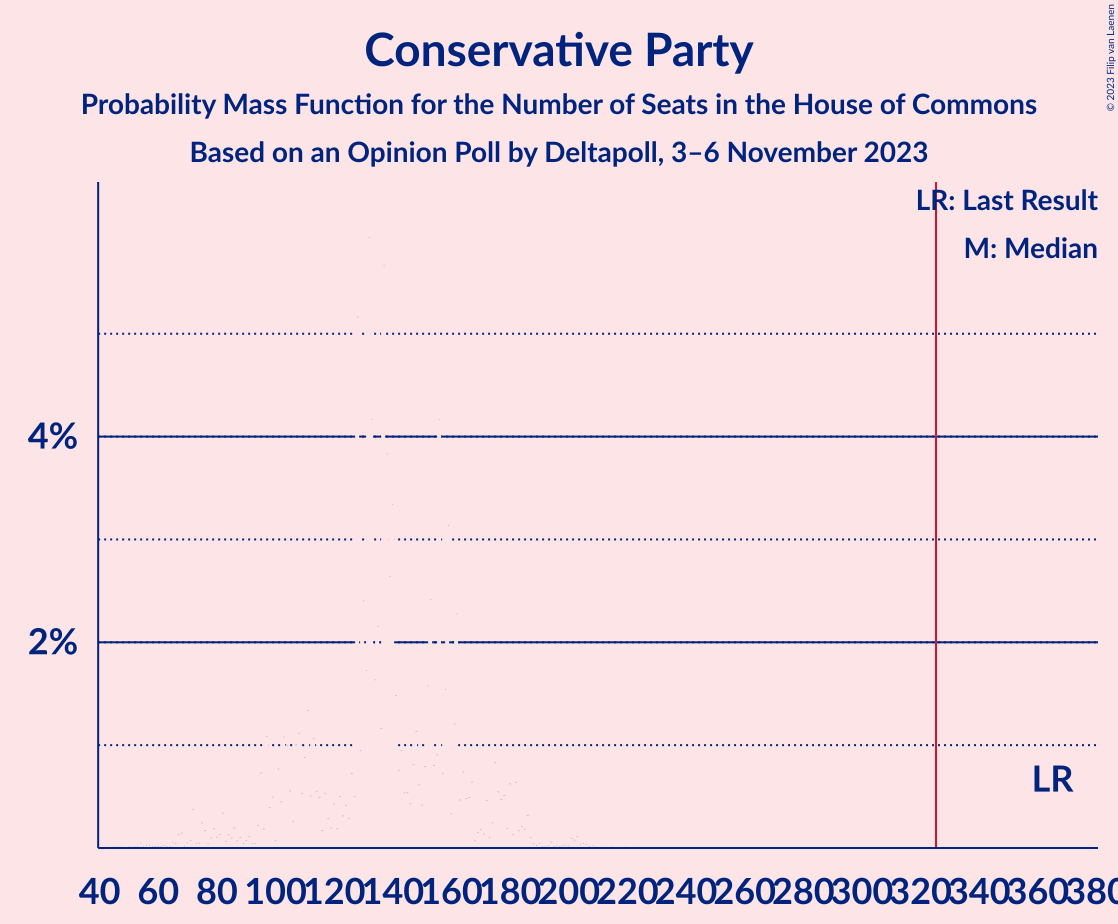 Conservative Party
Probability Mass Function for the Number of Seats in the House of Commons
Based on an Opinion Poll by Deltapoll, 3–6 November 2023
© 2023 Filip van Laenen
LR: Last Result
M: Median
4%
2%
LR
40 60 80 100 120 140 160 180 200 220 240 260 280 300 320 340 360 380